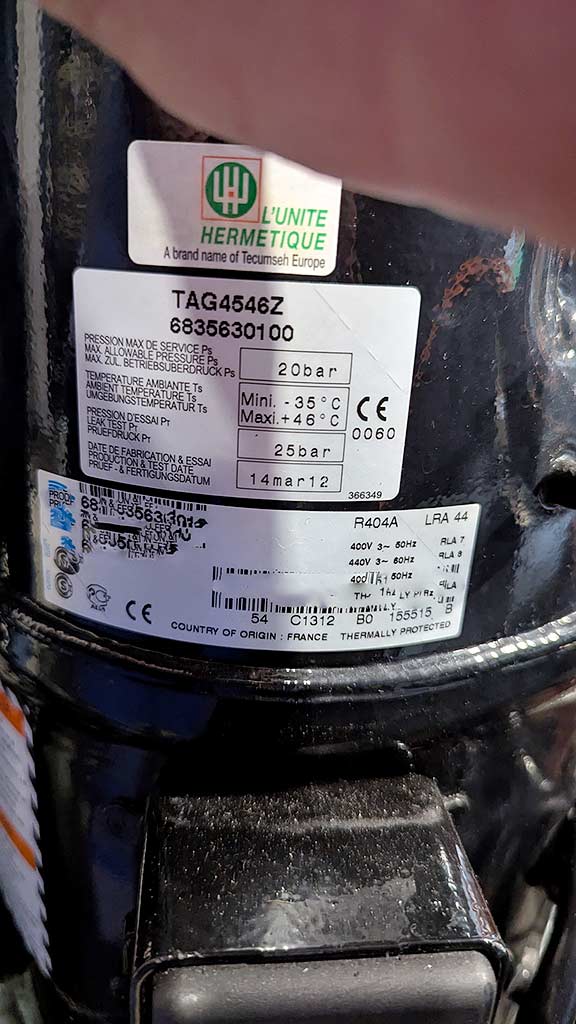 L'UNITE
HERMETIQUE
A brand name of Tecumseh Europe
TAG4546Z
6835630100
PRESSION MAX DE SERVICE Ps
MAX. ALLOWABLE PRESSURE Ps
MAX. ZUL. BETRIEBSUBERDRUCK Ps
20bar
TEMPERATURE AMBIANTE Ts
AMBIENT TEMPERATURE Ts
UMGEBUNGSTEMPERATUR Ts
Mini. -35°C
Maxi. +46°C
CE
0060
PRESSION D'ESSAI PT
LEAK TEST PT
PRUEFDRUCK PT
25bar
DATE DE FABRICATION & ESSAI
PRODUCTION & TEST DATE
PRUEF - & FERTIGUNGSDATUM
14mar12
366349
R404A LRA 44
400V 3~ 50Hz RLA 7
440V 3~ 60Hz RLA 8
50Hz
CE
54 C1312 B0 155515 B
COUNTRY OF ORIGIN : FRANCE THERMALLY PROTECTED